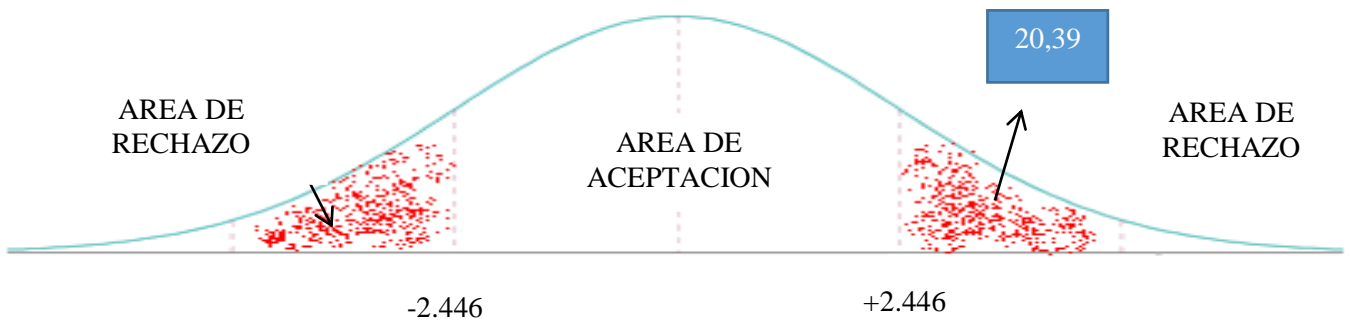 20,39
AREA DE
RECHAZO
AREA DE
ACEPTACION
AREA DE
RECHAZO
-2.446
+2.446